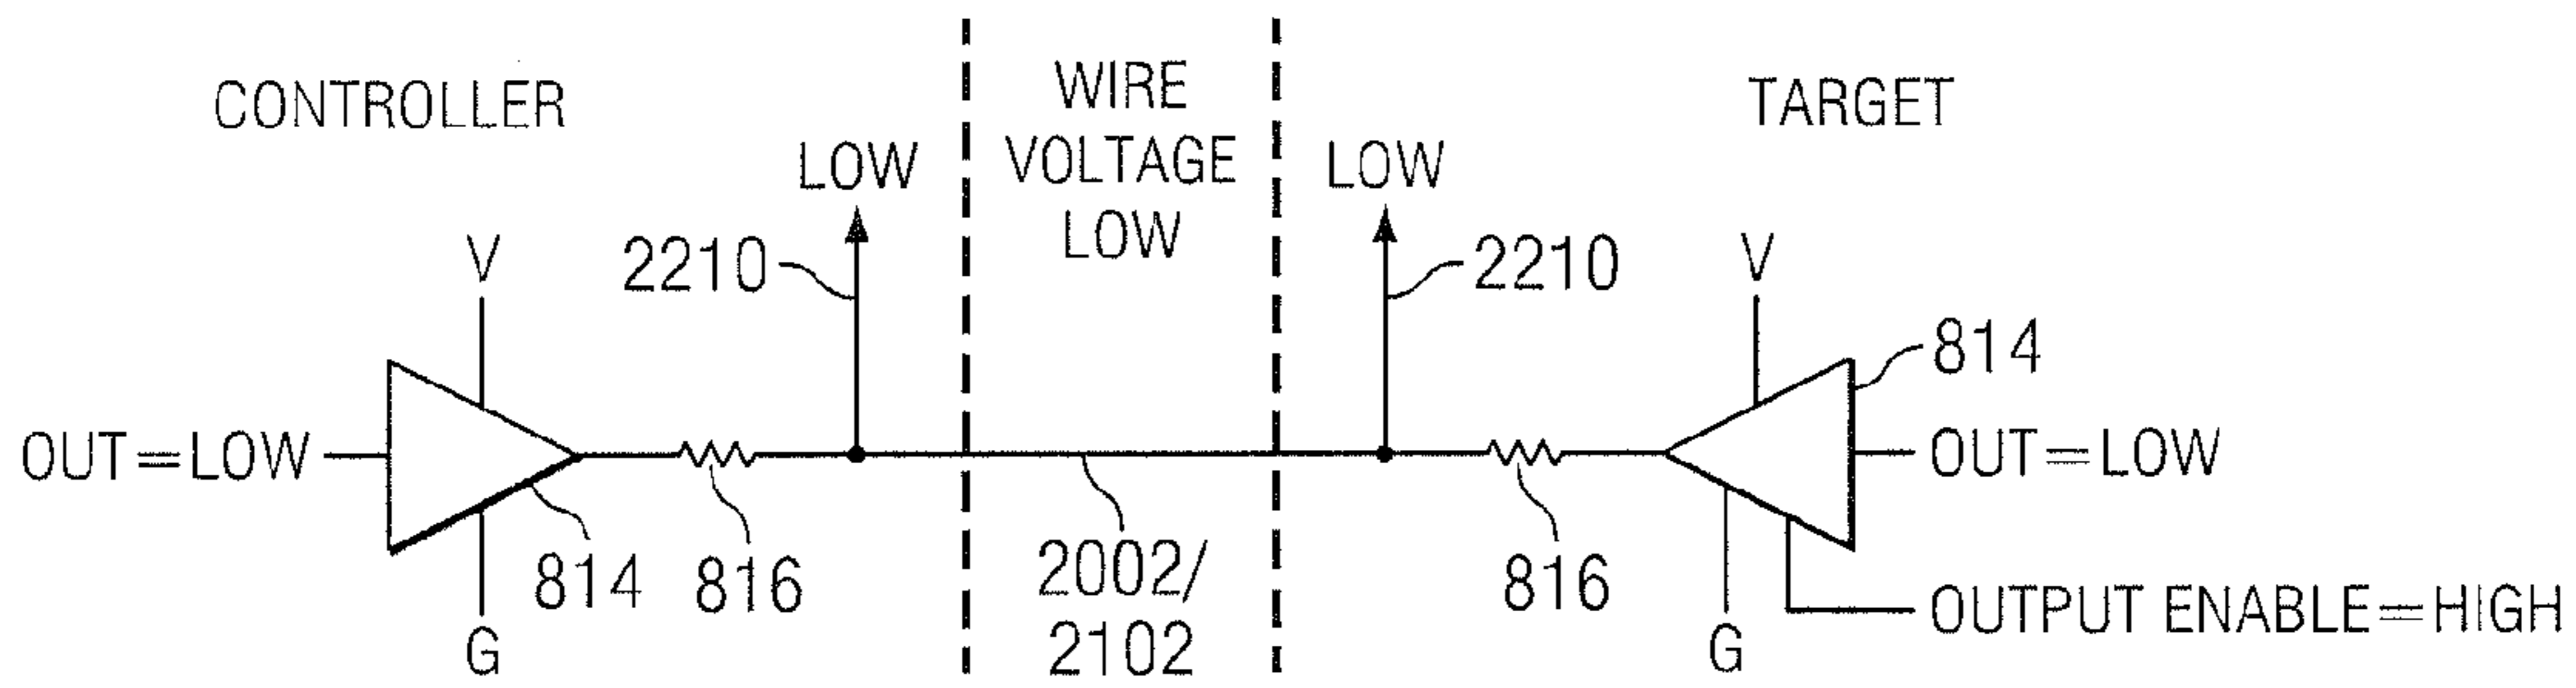 CONTROLLER
WIRE
VOLTAGE
LOW
TARGET
LOW
LOW
V
2210
2210
V
814
OUT=LOW
OUT=LOW
814
816
2002/
2102
816
OUTPUT ENABLE=HIGH
G
G